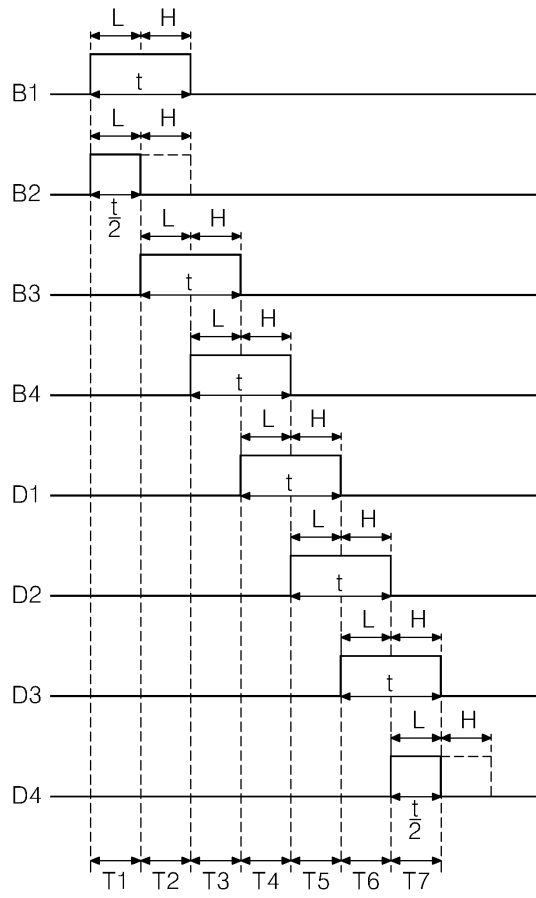 L H
B1 t
L H
B2 t/2
L H
B3 t
L H
B4 t
L H
D1 t
L H
D2 t
L H
D3 t
L H
D4 t/2
T1 T2 T3 T4 T5 T6 T7